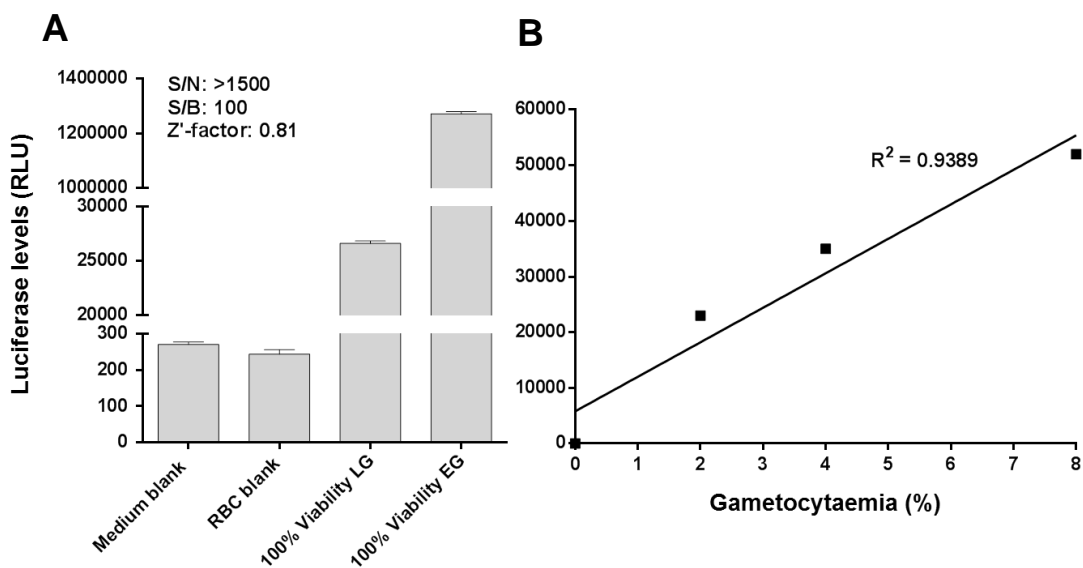 A
S/N: >1500
S/B: 100
Z'-factor: 0.81
Luciferase levels (RLU)
1400000
1200000
1000000
30000
25000
20000
300
200
100
0
Medium blank
RBC blank
100% Viability LG
100% Viability EG
B
R² = 0.9389
60000
50000
40000
30000
20000
10000
0
0 1 2 3 4 5 6 7 8
Gametocytaemia (%)